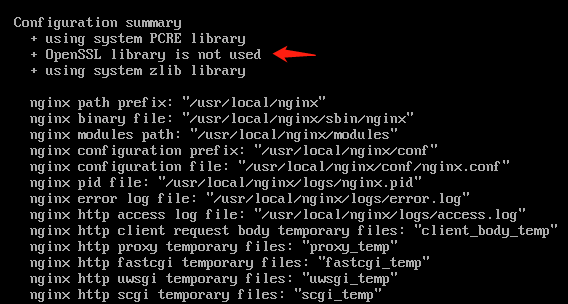 Configuration summary
+ using system PCRE library
+ OpenSSL library is not used
+ using system zlib library
nginx path prefix: "/usr/local/nginx"
nginx binary file: "/usr/local/nginx/sbin/nginx"
nginx modules path: "/usr/local/nginx/modules"
nginx configuration prefix: "/usr/local/nginx/conf"
nginx configuration file: "/usr/local/nginx/conf/nginx.conf"
nginx pid file: "/usr/local/nginx/logs/nginx.pid"
nginx error log file: "/usr/local/nginx/logs/error.log"
nginx http access log file: "/usr/local/nginx/logs/access.log"
nginx http client request body temporary files: "client_body_temp"
nginx http proxy temporary files: "proxy_temp"
nginx http fastcgi temporary files: "fastcgi_temp"
nginx http uwsgi temporary files: "uwsgi_temp"
nginx http scgi temporary files: "scgi_temp"